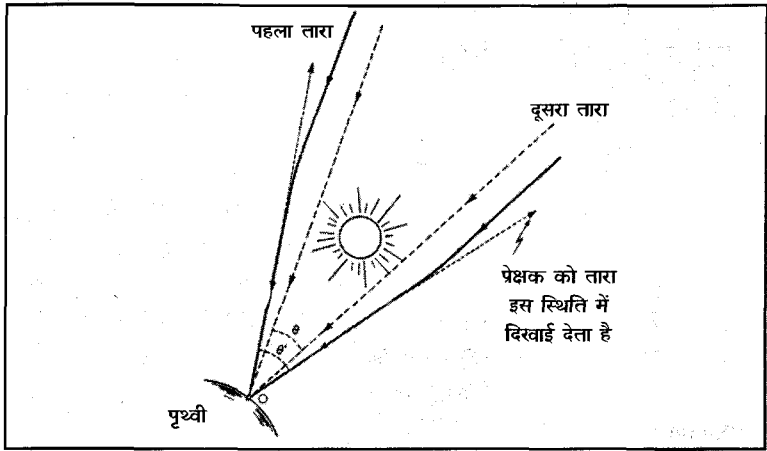 पहला तारा
दूसरा तारा
प्रेक्षक को तारा
इस स्थिति में
दिखाई देता है
θ
θ'
पृथ्वी